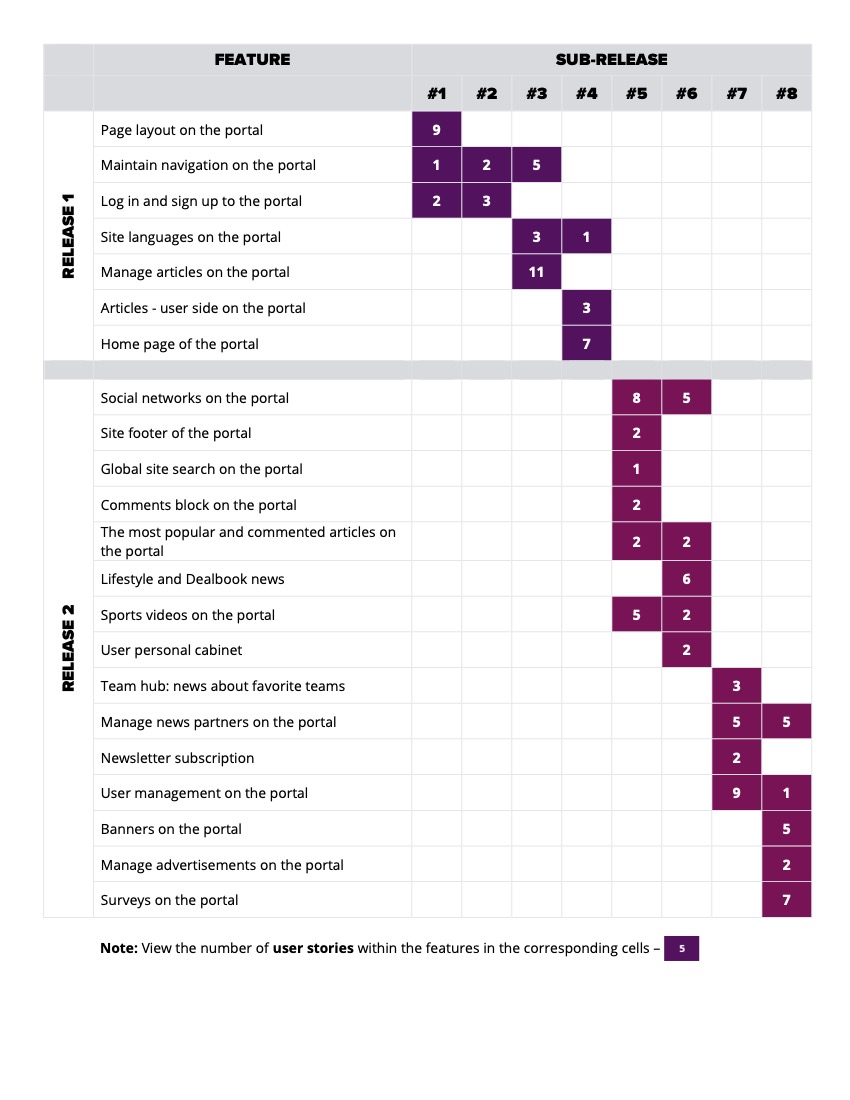 FEATURE SUB-RELEASE
#1 #2 #3 #4 #5 #6 #7 #8
RELEASE 1
Page layout on the portal 9
Maintain navigation on the portal 1 2 5
Log in and sign up to the portal 2 3
Site languages on the portal 3 1
Manage articles on the portal 11
Articles - user side on the portal 3
Home page of the portal 7
RELEASE 2
Social networks on the portal 8 5
Site footer of the portal 2
Global site search on the portal 1
Comments block on the portal 2
The most popular and commented articles on
the portal 2 2
Lifestyle and Dealbook news 6
Sports videos on the portal 5 2
User personal cabinet 2
Team hub: news about favorite teams 3
Manage news partners on the portal 5 5
Newsletter subscription 2
User management on the portal 9 1
Banners on the portal 5
Manage advertisements on the portal 2
Surveys on the portal 7
Note: View the number of user stories within the features in the corresponding cells – 5